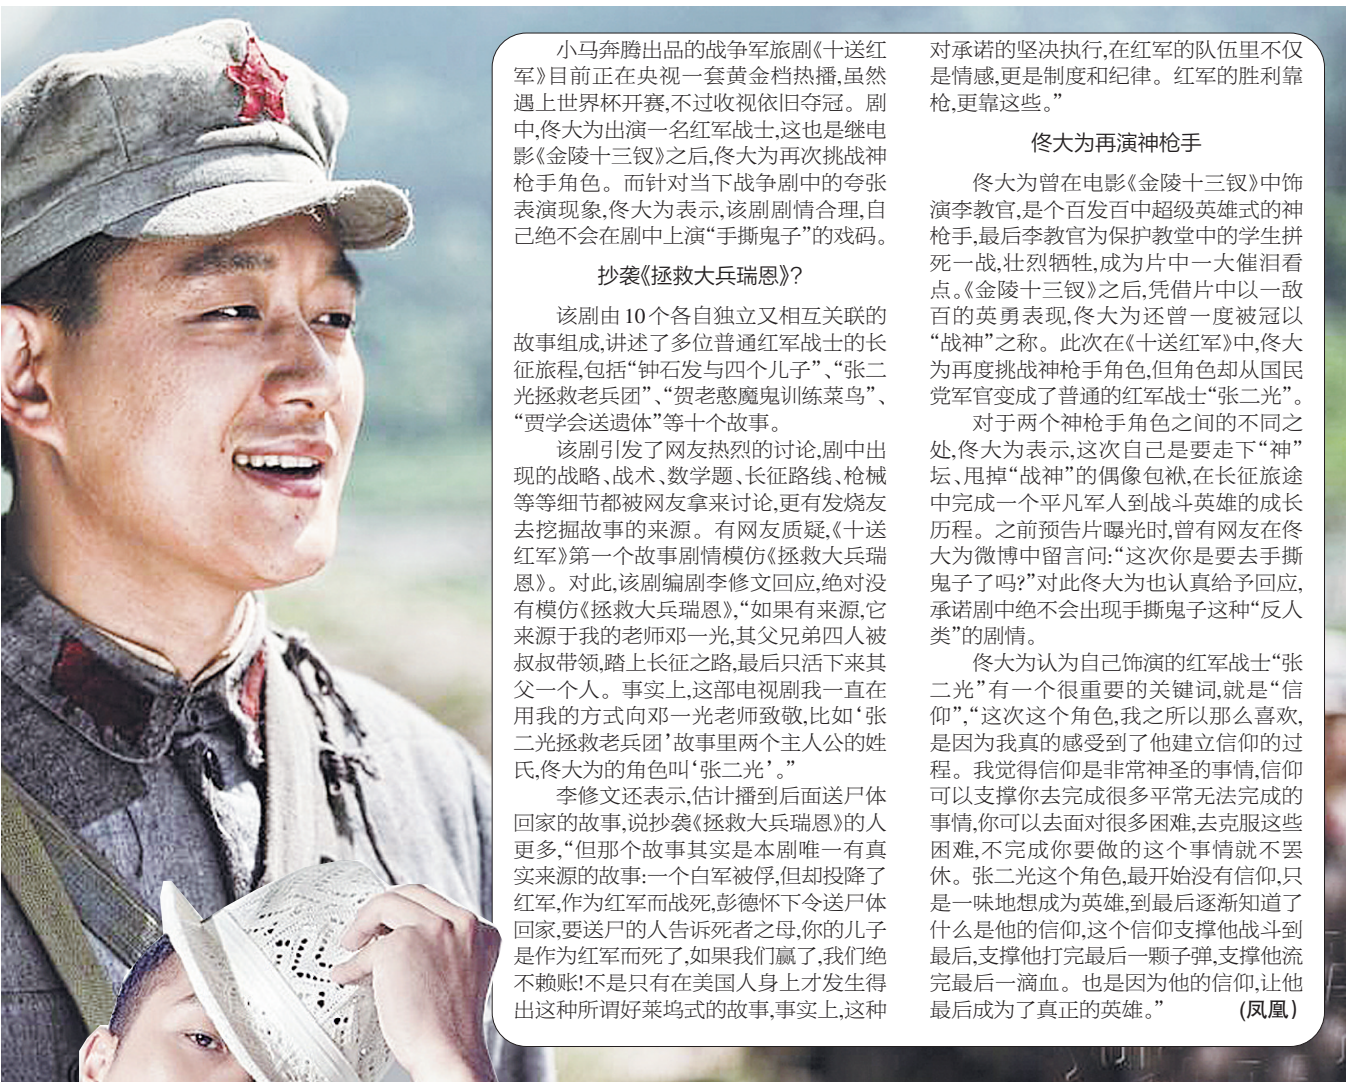 小马奔腾出品的战争军旅剧《十送红
军》目前正在央视一套黄金档热播,虽然
遇上世界杯开赛,不过收视依旧夺冠。剧
中,佟大为出演一名红军战士,这也是继电
影《金陵十三钗》之后,佟大为再次挑战神
枪手角色。而针对当下战争剧中的夸张
表演现象,佟大为表示,该剧剧情合理,自
己绝不会在剧中上演“手撕鬼子”的戏码。
抄袭《拯救大兵瑞恩》?
该剧由10个各自独立又相互关联的
故事组成,讲述了多位普通红军战士的长
征旅程,包括“钟石发与四个儿子”、“张二
光拯救老兵团”、“贺老憨魔鬼训练菜鸟”、
“贾学会送遗体”等十个故事。
该剧引发了网友热烈的讨论,剧中出
现的战略、战术、数学题、长征路线、枪械
等等细节都被网友拿来讨论,更有发烧友
去挖掘故事的来源。有网友质疑,《十送
红军》第一个故事剧情模仿《拯救大兵瑞
恩》。对此,该剧编剧李修文回应,绝对没
有模仿《拯救大兵瑞恩》,“如果有来源,它
来源于我的老师邓一光,其父兄弟四人被
叔叔带领,踏上长征之路,最后只活下来其
父一个人。事实上,这部电视剧我一直在
用我的方式向邓一光老师致敬,比如‘张
二光拯救老兵团’故事里两个主人公的姓
氏,佟大为的角色叫‘张二光’。”
李修文还表示,估计播到后面送尸体
回家的故事,说抄袭《拯救大兵瑞恩》的人
更多,“但那个故事其实是本剧唯一有真
实来源的故事:一个白军被俘,但却投降了
红军,作为红军而战死,彭德怀下令送尸体
回家,要送尸的人告诉死者之母,你的儿子
是作为红军而死了,如果我们赢了,我们绝
不赖账!不是只有在美国人身上才发生得
出这种所谓好莱坞式的故事,事实上,这种
对承诺的坚决执行,在红军的队伍里不仅
是情感,更是制度和纪律。红军的胜利靠
枪,更靠这些。”
佟大为再演神枪手
佟大为曾在电影《金陵十三钗》中饰
演李教官,是个百发百中超级英雄式的神
枪手,最后李教官为保护教堂中的学生拼
死一战,壮烈牺牲,成为片中一大催泪看
点。《金陵十三钗》之后,凭借片中以一敌
百的英勇表现,佟大为还曾一度被冠以
“战神”之称。此次在《十送红军》中,佟大
为再度挑战神枪手角色,但角色却从国民
党军官变成了普通的红军战士“张二光”。
对于两个神枪手角色之间的不同之
处,佟大为表示,这次自己是要走下“神”
坛、甩掉“战神”的偶像包袱,在长征旅途
中完成一个平凡军人到战斗英雄的成长
历程。之前预告片曝光时,曾有网友在佟
大为微博中留言问:“这次你是要去手撕
鬼子了吗?”对此佟大为也认真给予回应,
承诺剧中绝不会出现手撕鬼子这种“反人
类”的剧情。
佟大为认为自己饰演的红军战士“张
二光”有一个很重要的关键词,就是“信
仰”,“这次这个角色,我之所以那么喜欢,
是因为我真的感受到了他建立信仰的过
程。我觉得信仰是非常神圣的事情,信仰
可以支撑你去完成很多平常无法完成的
事情,你可以去面对很多困难,去克服这些
困难,不完成你要做的这个事情就不罢
休。张二光这个角色,最开始没有信仰,只
是一味地想成为英雄,到最后逐渐知道了
什么是他的信仰,这个信仰支撑他战斗到
最后,支撑他打完最后一颗子弹,支撑他流
完最后一滴血。也是因为他的信仰,让他
最后成为了真正的英雄。” (凤凰)